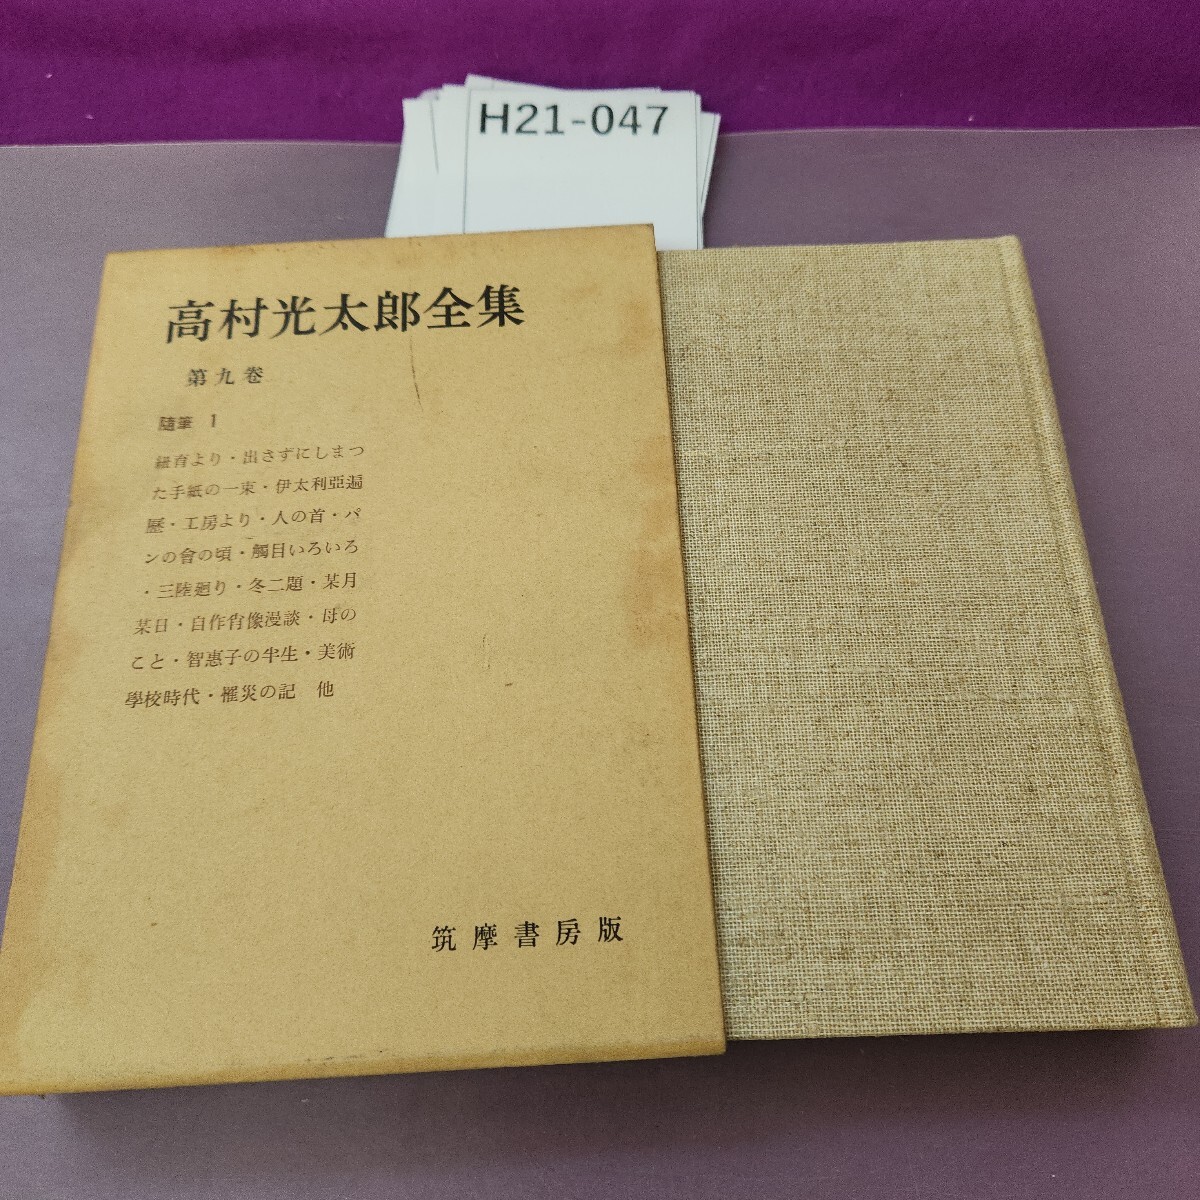 H21-047
高村光太郎全集
第九卷
隨筆 1
紐育より・出さずにしまつ
た手紙の一束・伊太利亞遍
歷・工房より・人の首・パ
ンの會の頃・觸目いろいろ
・三陸廻り・冬二題・某月
某日・自作肖像漫談・母の
こと・智惠子の半生・美術
學校時代・罹災の記 他
筑摩書房版